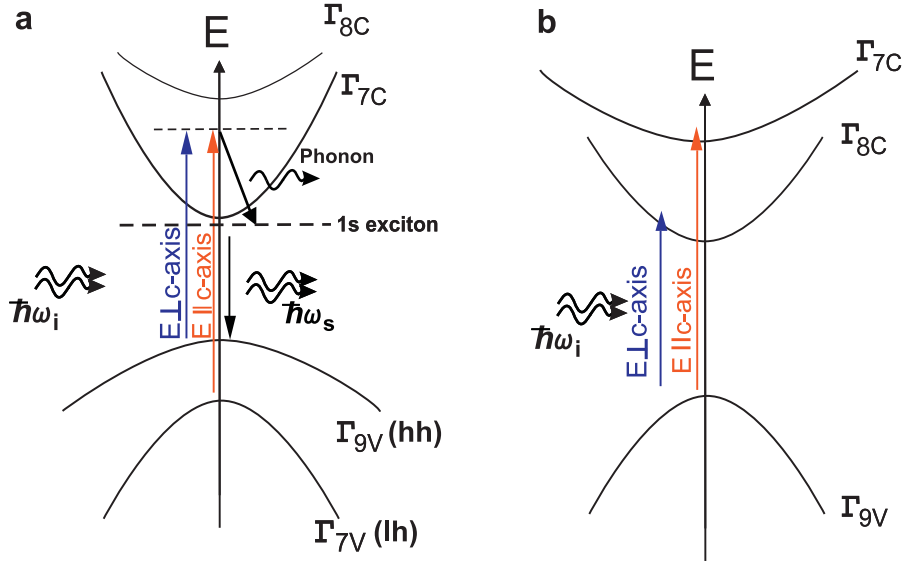 a
E
Γ8C
Γ7C
Phonon
1s exciton
E⊥c-axis
E ∥ c-axis
ħωi
ħωs
Γ9V (hh)
Γ7V (lh)
b
E
Γ7C
Γ8C
E⊥c-axis
E ∥ c-axis
ħωi
Γ9V